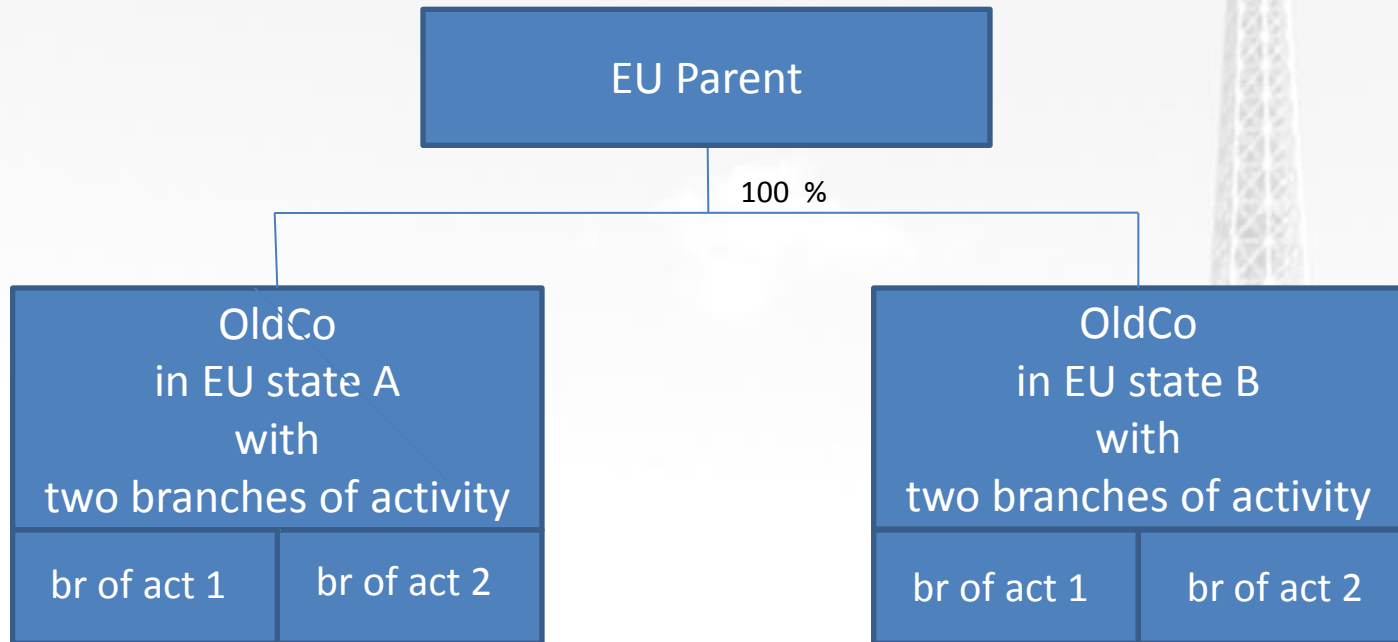 EU Parent
100 %
OldCo
in EU state A
with
two branches of activity
br of act 1
br of act 2
OldCo
in EU state B
with
two branches of activity
br of act 1
br of act 2